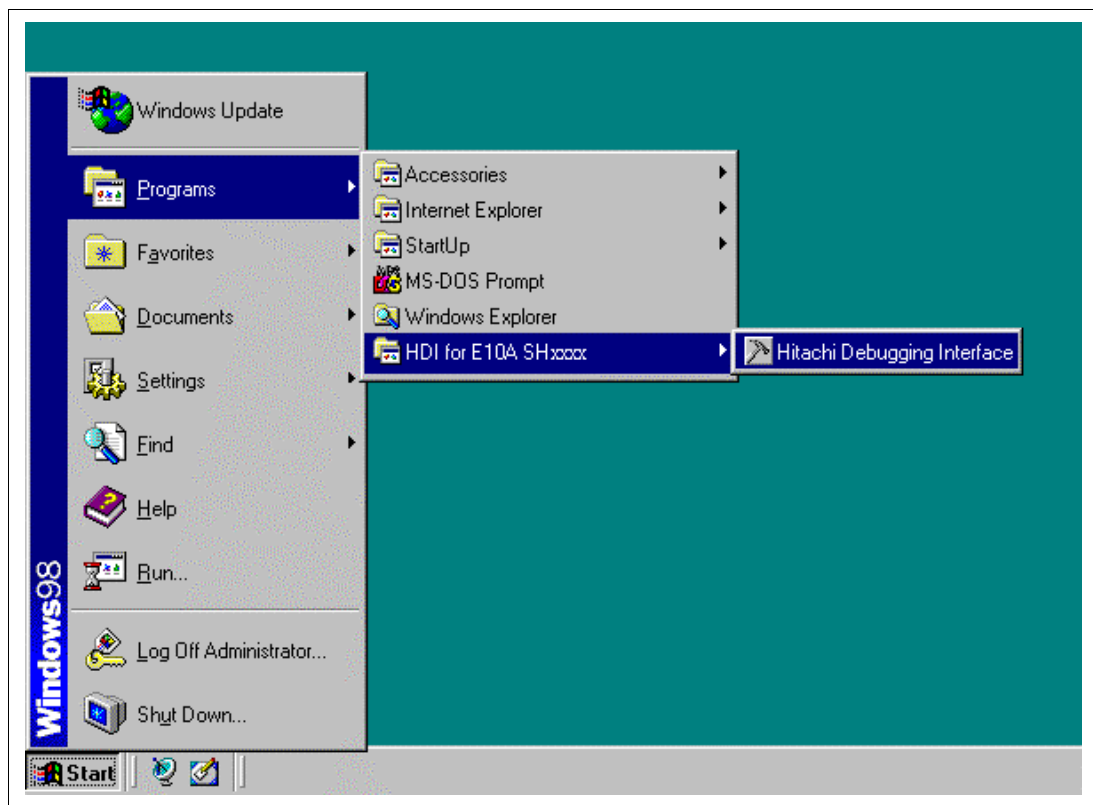 Windows Update
Programs
Favorites
Documents
Settings
Find
Help
Run...
Log Off Administrator...
Shut Down...
Windows98
Accessories
Internet Explorer
StartUp
MS-DOS Prompt
Windows Explorer
HDI for E10A SHxxxx
Hitachi Debugging Interface
Start